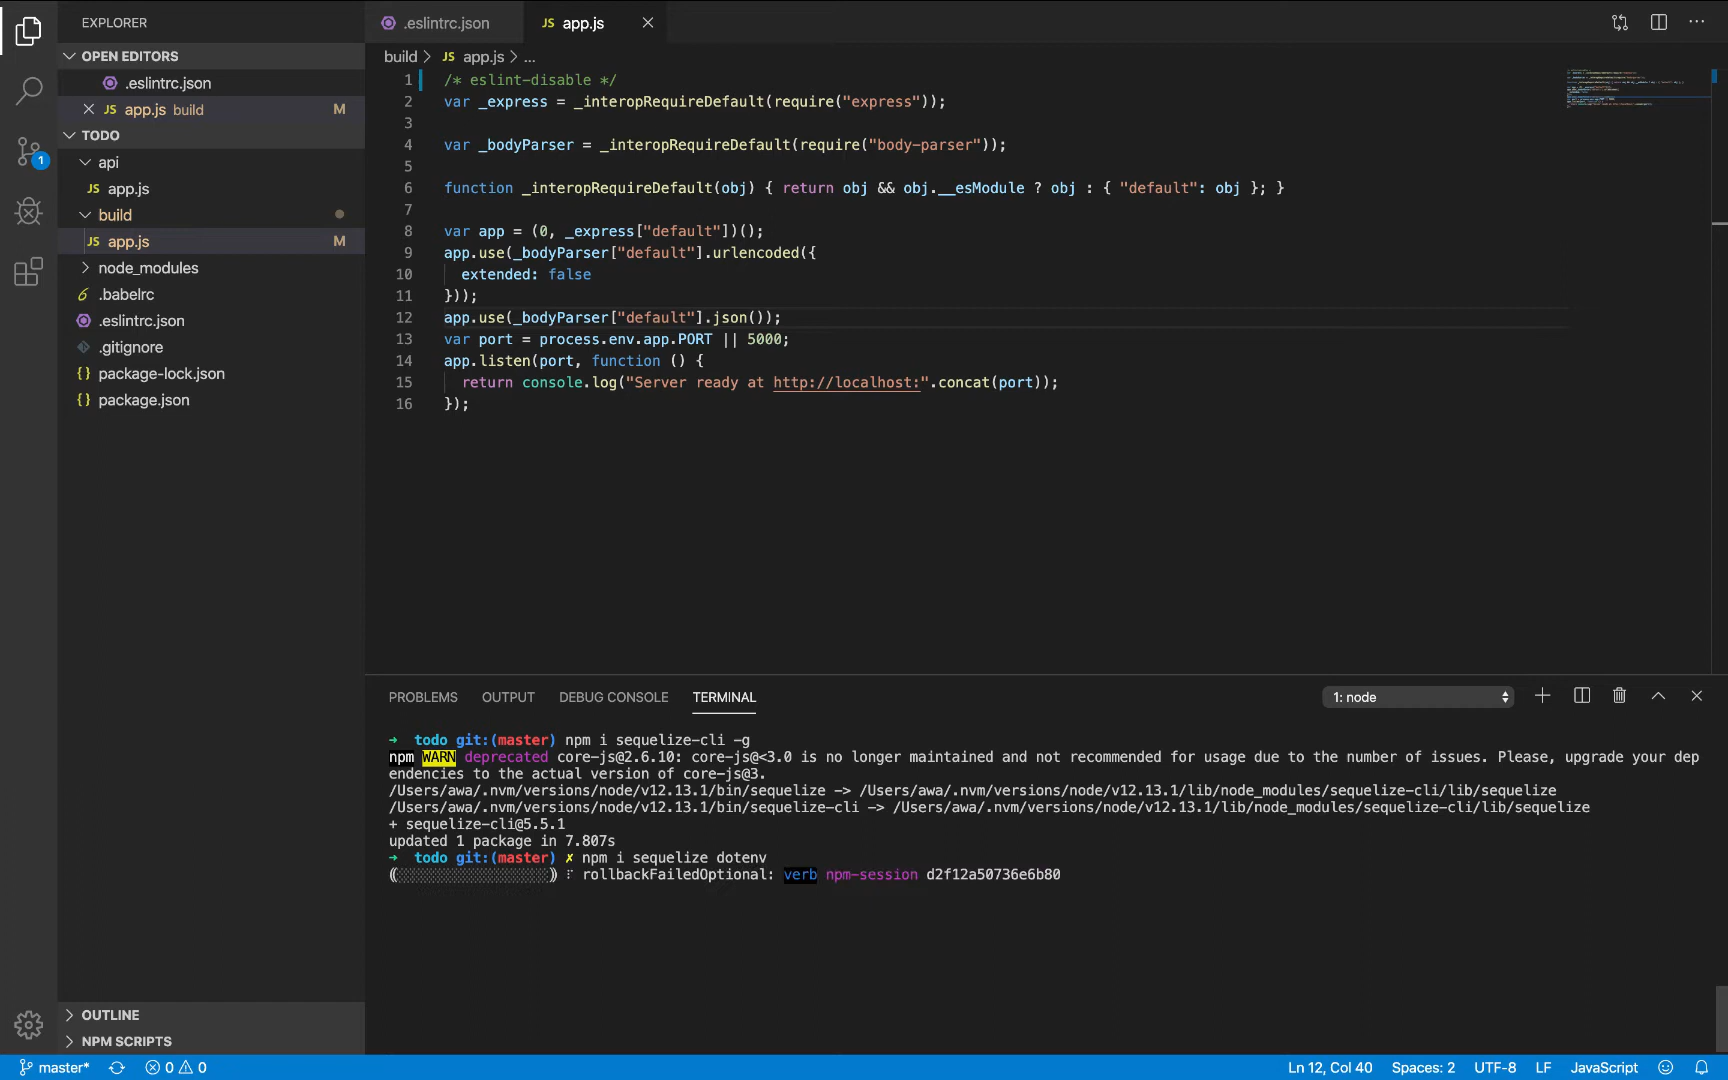 EXPLORER
OPEN EDITORS
.eslintrc.json
JS app.js build M
TODO
api
JS app.js
build
JS app.js M
node_modules
.babelrc
.eslintrc.json
.gitignore
{} package-lock.json
{} package.json
OUTLINE
NPM SCRIPTS
1
.eslintrc.json
JS app.js
build > JS app.js > ...
1 /* eslint-disable */
2 var _express = _interopRequireDefault(require("express"));
3
4 var _bodyParser = _interopRequireDefault(require("body-parser"));
5
6 function _interopRequireDefault(obj) { return obj && obj.__esModule ? obj : { "default": obj }; }
7
8 var app = (0, _express["default"])();
9 app.use(_bodyParser["default"].urlencoded({
10 extended: false
11 }));
12 app.use(_bodyParser["default"].json());
13 var port = process.env.app.PORT || 5000;
14 app.listen(port, function () {
15 return console.log("Server ready at http://localhost:".concat(port));
16 });
PROBLEMS OUTPUT DEBUG CONSOLE TERMINAL
1: node
→ todo git:(master) npm i sequelize-cli -g
npm WARN deprecated core-js@2.6.10: core-js@<3.0 is no longer maintained and not recommended for usage due to the number of issues. Please, upgrade your dep
endencies to the actual version of core-js@3.
/Users/awa/.nvm/versions/node/v12.13.1/bin/sequelize -> /Users/awa/.nvm/versions/node/v12.13.1/lib/node_modules/sequelize-cli/lib/sequelize
/Users/awa/.nvm/versions/node/v12.13.1/bin/sequelize-cli -> /Users/awa/.nvm/versions/node/v12.13.1/lib/node_modules/sequelize-cli/lib/sequelize
+ sequelize-cli@5.5.1
updated 1 package in 7.807s
→ todo git:(master) ✗ npm i sequelize dotenv
(░░░░░░░░░░░░░░░░░░) ⠏ rollbackFailedOptional: verb npm-session d2f12a50736e6b80
master* 0 0
Ln 12, Col 40 Spaces: 2 UTF-8 LF JavaScript